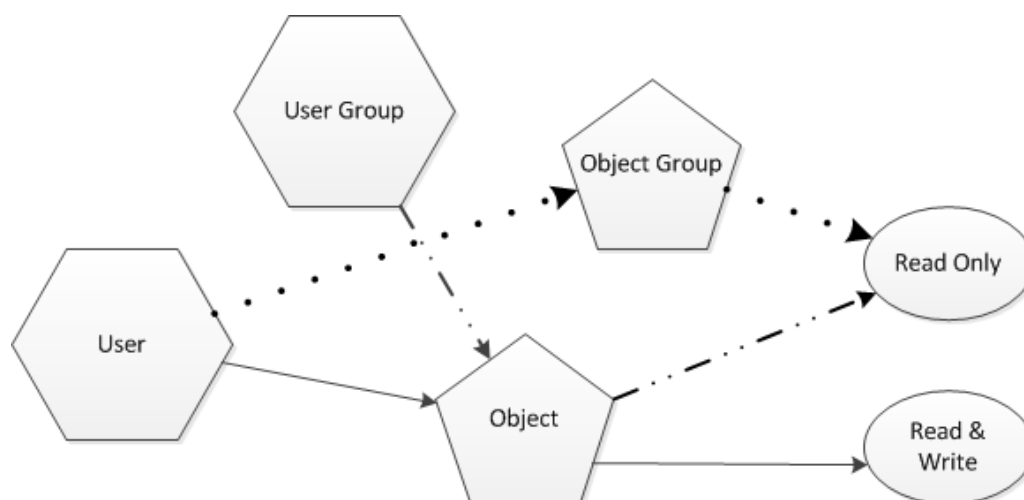 User Group
Object Group
Read Only
User
Object
Read &
Write